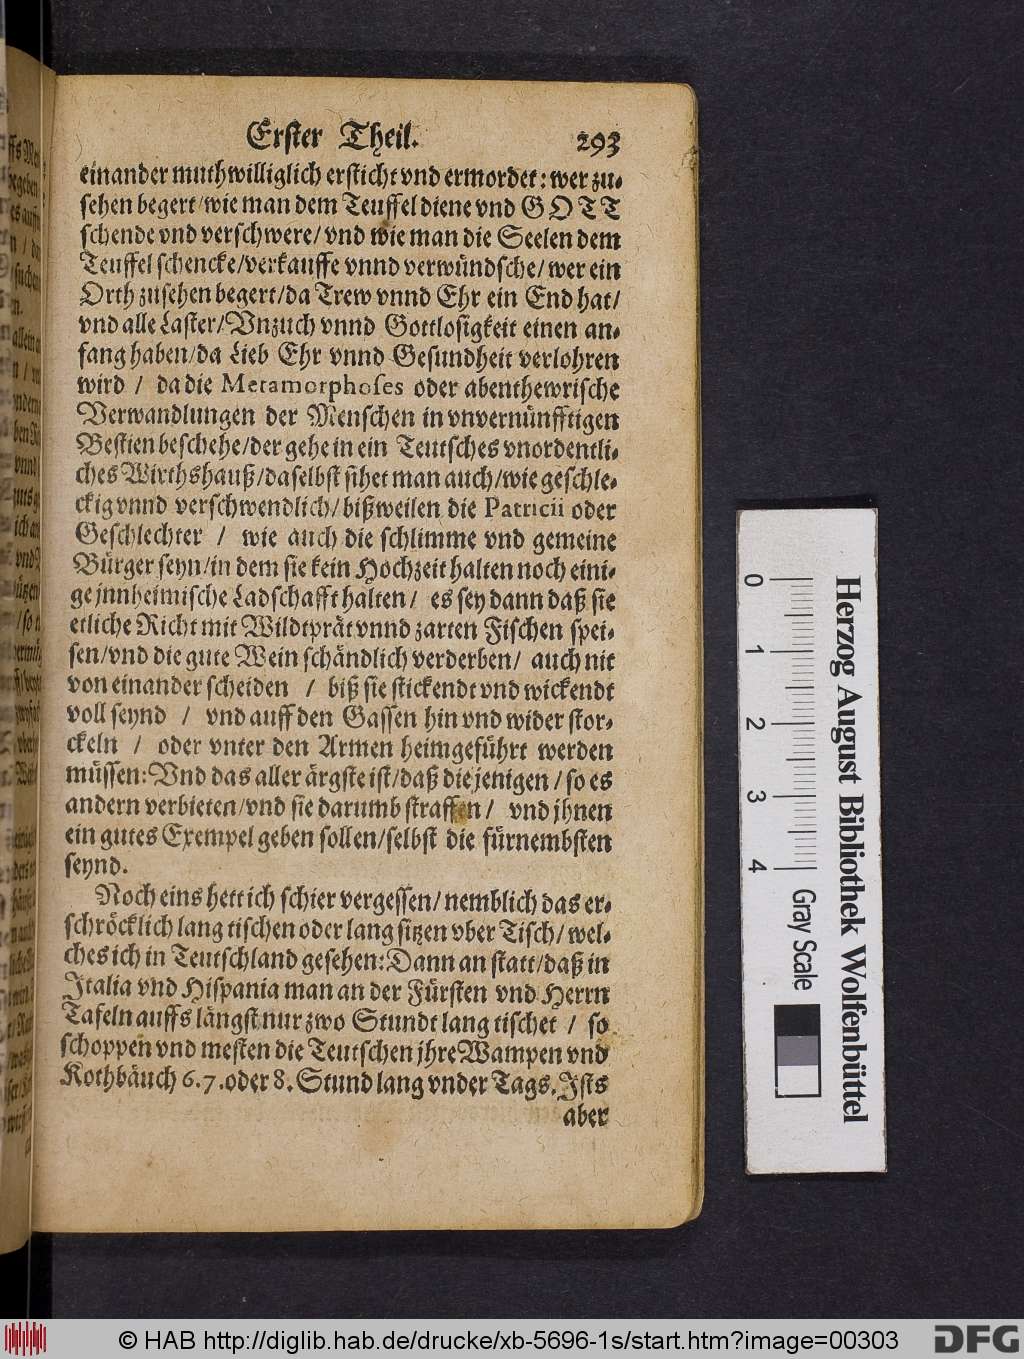 Erster Theil. 293
einander muthwilliglich ersticht vnd ermordet: wer zu-
sehen begert/wie man dem Teuffel diene vnd GOTT
schende vnd verschwere/ vnd wie man die Seelen dem
Teuffel schencke/verkauffe vnnd verwündsche/ wer ein
Orth zusehen begert/da Trew vnnd Ehr ein End hat/
vnd alle Laster/Vnzuch vnnd Gottlosigkeit einen an-
fang haben/da Lieb Ehr vnnd Gesundheit verlohren
wird / da die Metamorphoses oder abenthewrische
Verwandlungen der Menschen in vnvernünfftigen
Bestien beschehe/der gehe in ein Teutsches vnordentli-
ches Wirthshauß/daselbst sihet man auch/wie geschle-
ckig vnnd verschwendlich/ bißweilen die Patricii oder
Geschlechter / wie auch die schlimme vnd gemeine
Bürger seyn/in dem sie kein Hochzeit halten noch eini-
ge jnnheimische Ladschafft halten/ es sey dann daß sie
etliche Richt mit Wildtprät vnnd zarten Fischen spei-
sen/vnd die gute Wein schändlich verderben/ auch nit
von einander scheiden / biß sie stickendt vnd wickendt
voll seynd / vnd auff den Gassen hin vnd wider stor-
ckeln / oder vnter den Armen heimgeführt werden
müssen: Vnd das aller ärgste ist/daß diejenigen/ so es
andern verbieten/vnd sie darumb straffen/ vnd jhnen
ein gutes Exempel geben sollen/selbst die fürnembsten
seynd.
Noch eins hett ich schier vergessen/ nemblich das er-
schröcklich lang tischen oder lang sitzen vber Tisch/ wel-
ches ich in Teutschland gesehen: Dann an statt/daß in
Italia vnd Hispania man an der Fürsten vnd Herrn
Tafeln auffs längst nur zwo Stundt lang tischet / so
schoppen vnd mesten die Teutschen jhre Wampen vnd
Kothbäuch 6.7. oder 8. Stund lang vnder Tags. Ists
aber
0 1 2 3 4
Gray Scale
Herzog August Bibliothek Wolfenbüttel
© HAB http://diglib.hab.de/drucke/xb-5696-1s/start.htm?image=00303
DFG